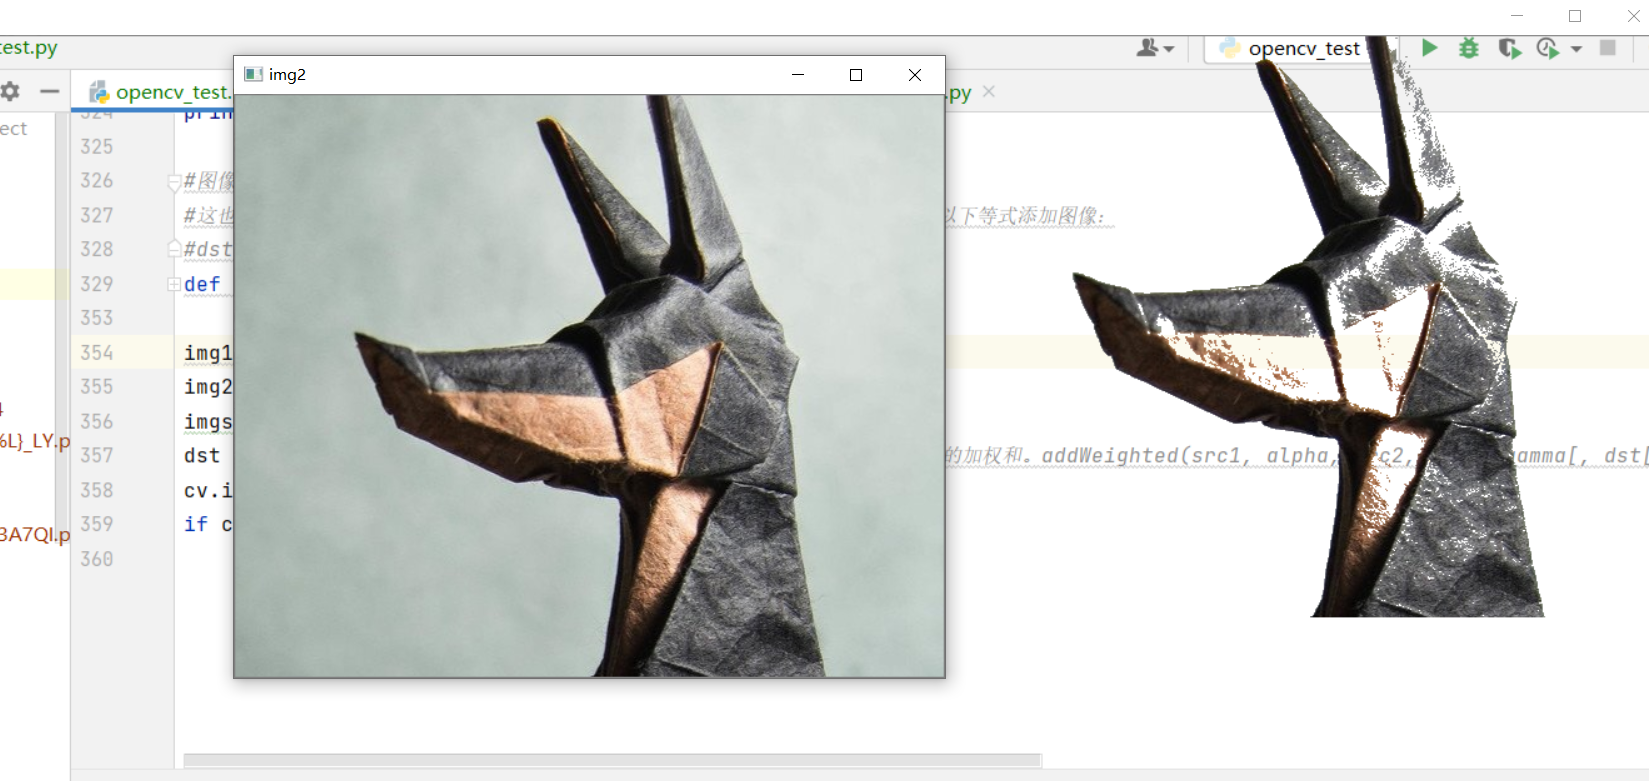 test.py
opencv_test
img2
opencv_test.
.py
ect
324
prin
325
326 #图像
327 #这也 以下等式添加图像:
328 #dst
329 def
353
354 img1
355 img2
356 imgs
%L}_LY.p
357 dst 的加权和。addWeighted(src1, alpha, c2, amma[, dst[
358 cv.i
359 if c
3A7QI.p
360